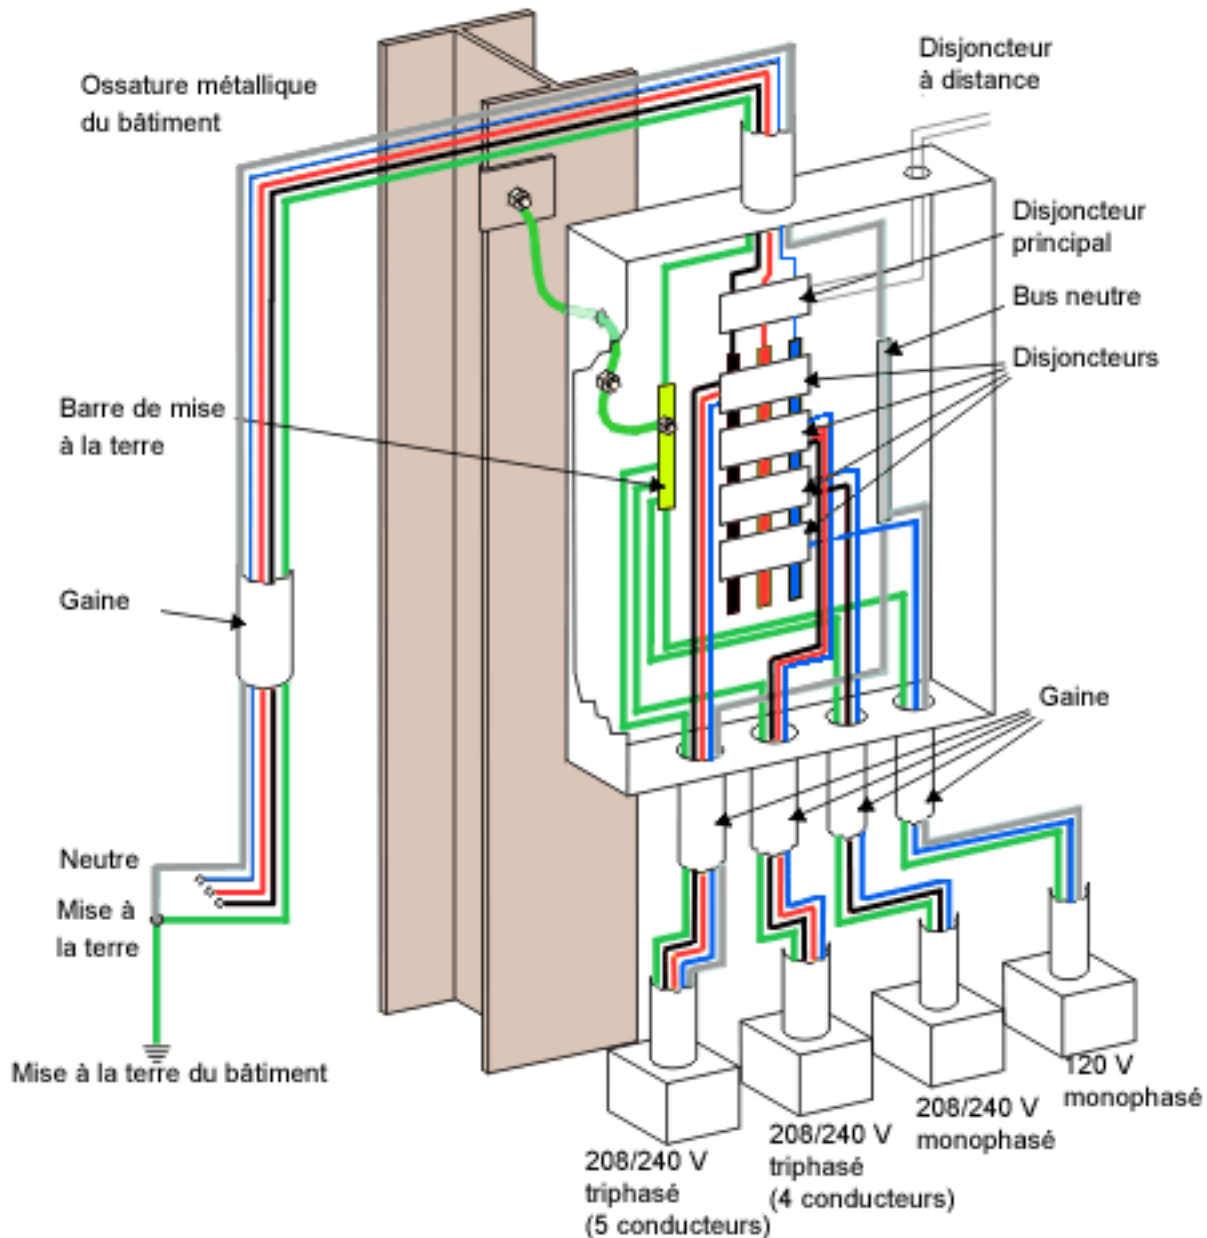 Ossature métallique
du bâtiment
Disjoncteur
à distance
Disjoncteur
principal
Bus neutre
Disjoncteurs
Barre de mise
à la terre
Gaine
Gaine
Neutre
Mise à
la terre
Mise à la terre du bâtiment
120 V
monophasé
208/240 V
monophasé
208/240 V
triphasé
(4 conducteurs)
208/240 V
triphasé
(5 conducteurs)